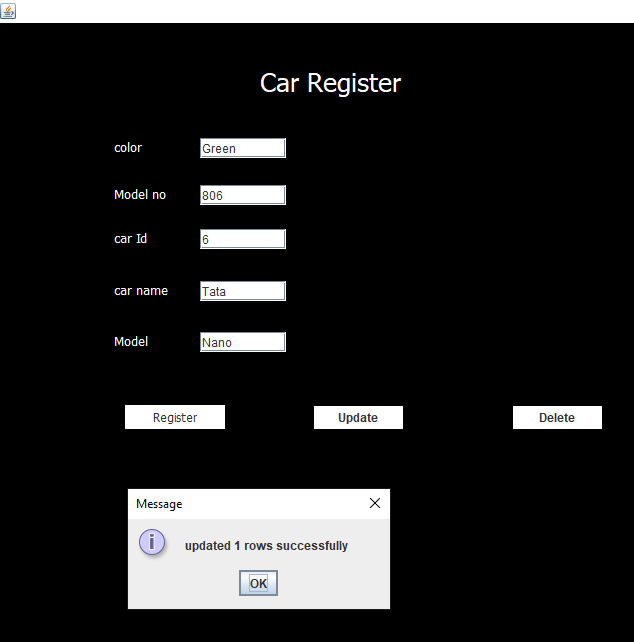 Car Register
color Green
Model no 806
car Id 6
car name Tata
Model Nano
Register Update Delete
Message
i updated 1 rows successfully
OK